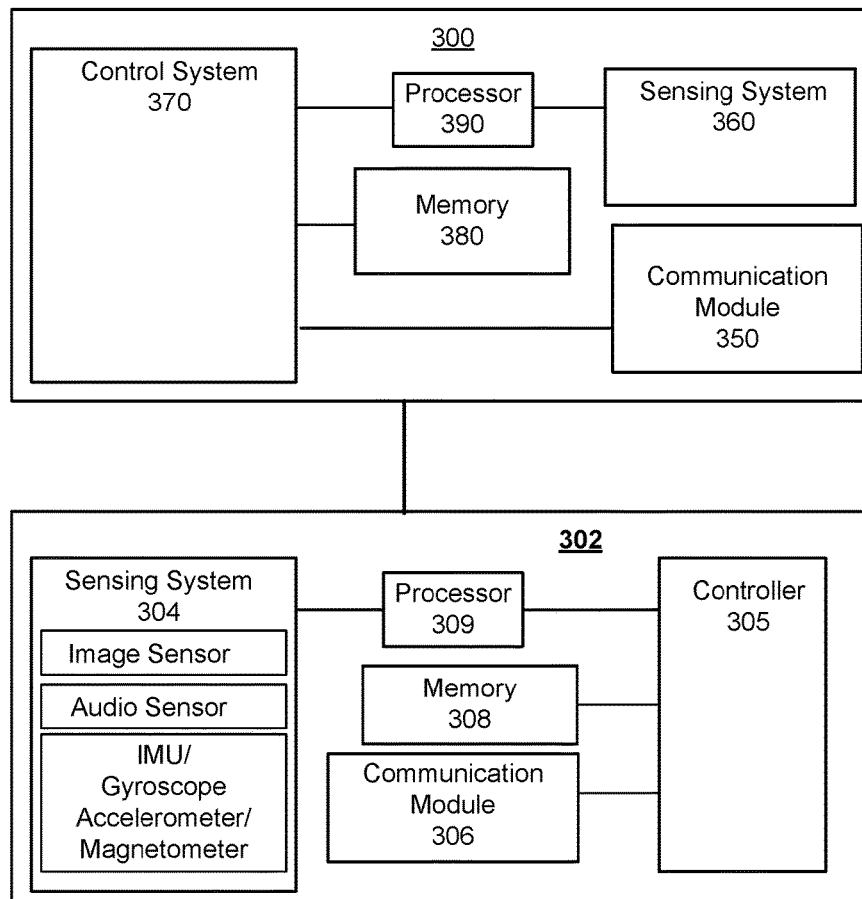 300
Control System
370
Processor
390
Sensing System
360
Memory
380
Communication
Module
350
302
Sensing System
304
Image Sensor
Audio Sensor
IMU/
Gyroscope
Accelerometer/
Magnetometer
Processor
309
Memory
308
Communication
Module
306
Controller
305